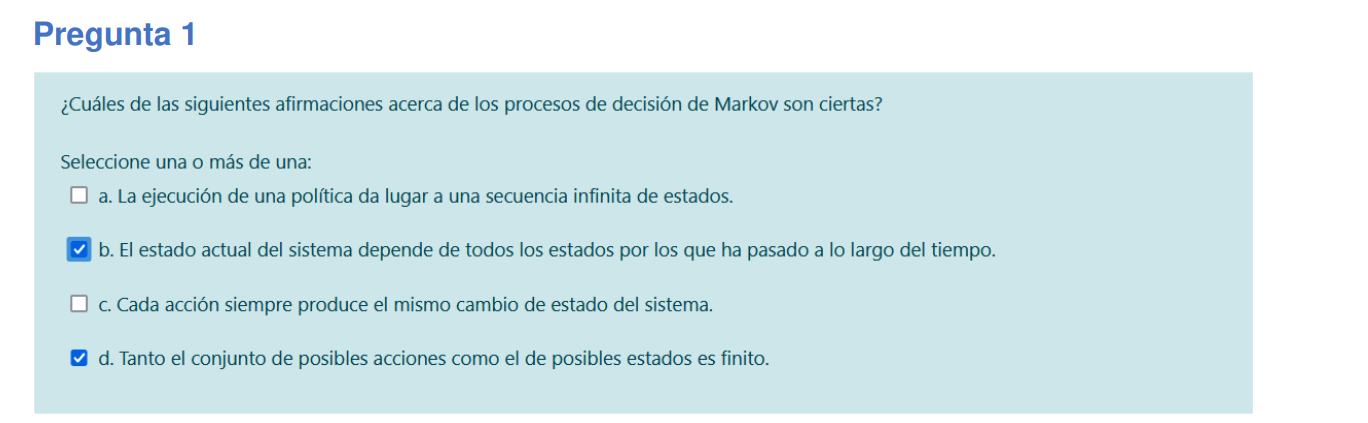 Pregunta 1
¿Cuáles de las siguientes afirmaciones acerca de los procesos de decisión de Markov son ciertas?
Seleccione una o más de una:
a. La ejecución de una política da lugar a una secuencia infinita de estados.
b. El estado actual del sistema depende de todos los estados por los que ha pasado a lo largo del tiempo.
c. Cada acción siempre produce el mismo cambio de estado del sistema.
d. Tanto el conjunto de posibles acciones como el de posibles estados es finito.